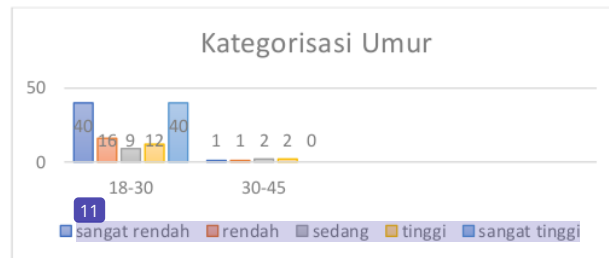 Kategorisasi Umur
50
40 16 9 12 40 1 1 2 2 0
0
18-30 30-45
11
sangat rendah rendah sedang tinggi sangat tinggi